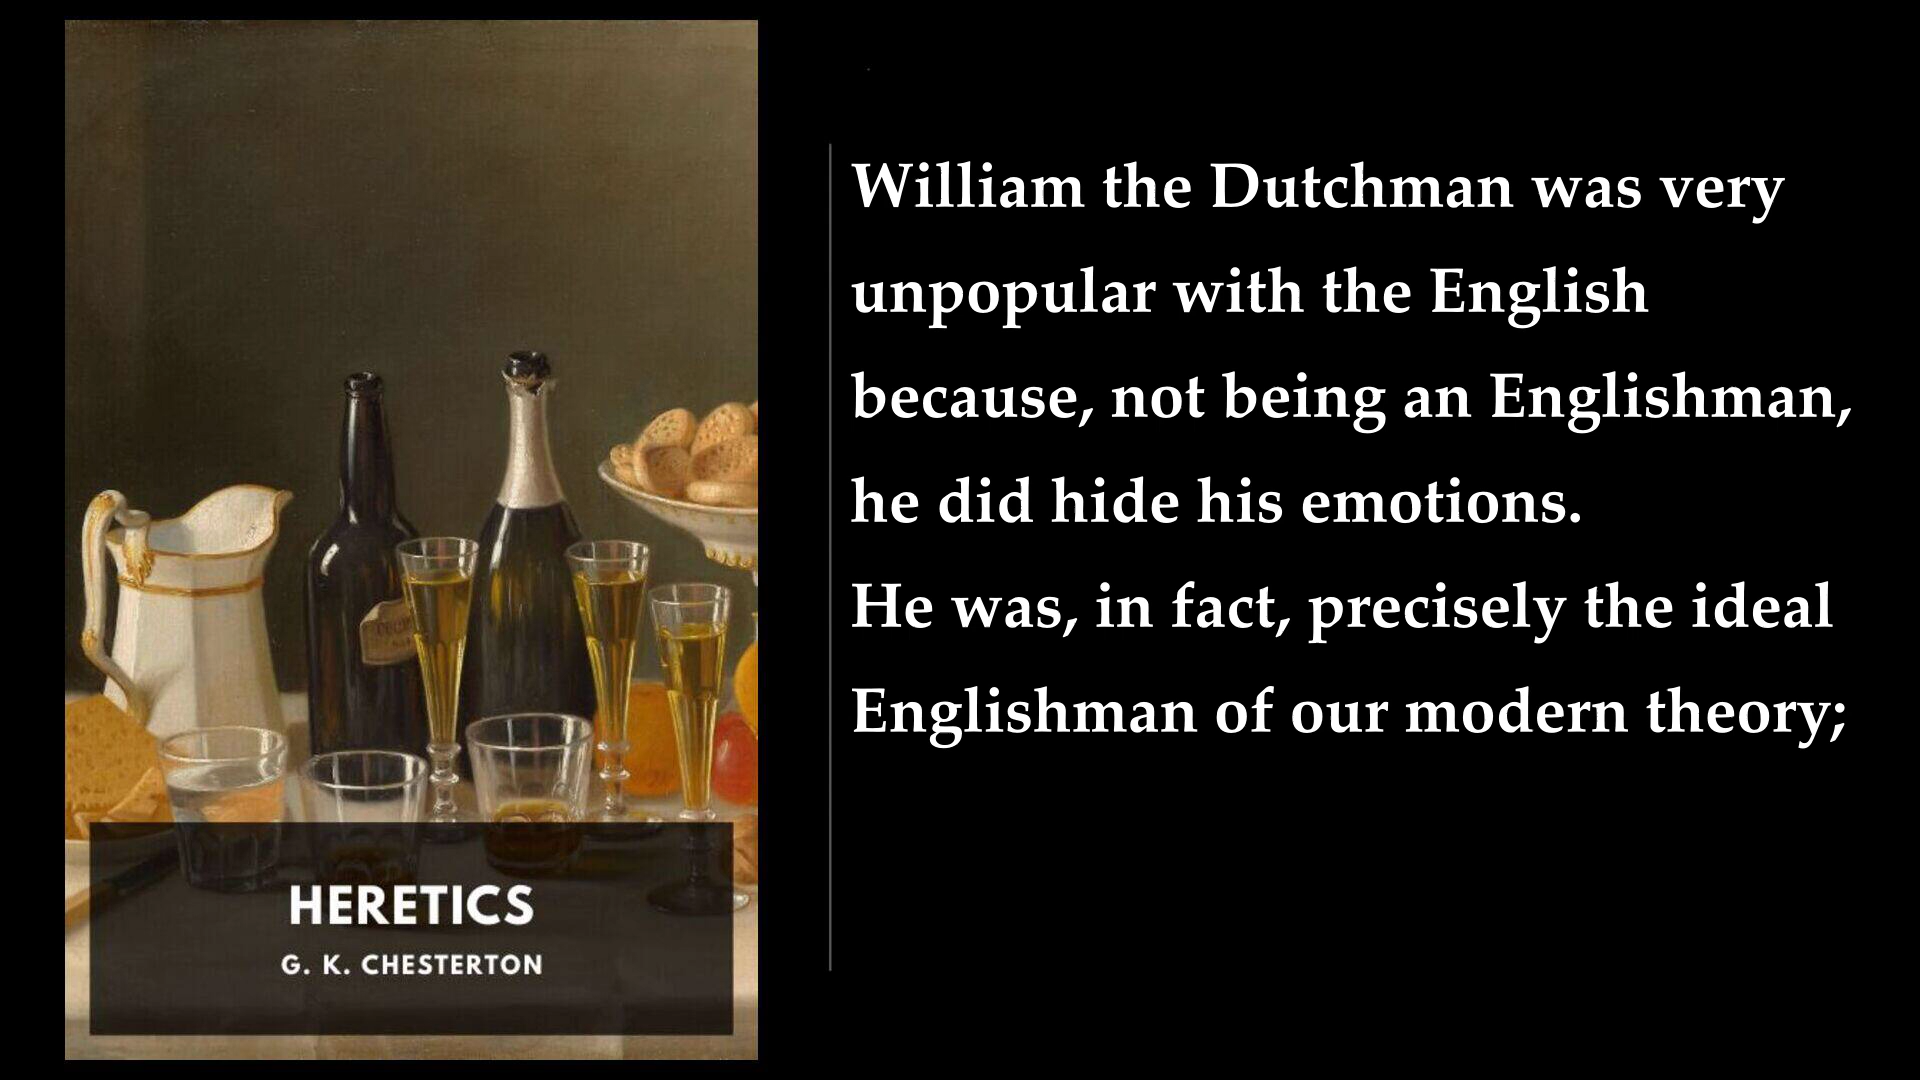 William the Dutchman was very
unpopular with the English
because, not being an Englishman,
he did hide his emotions.
He was, in fact, precisely the ideal
Englishman of our modern theory;
HERETICS
G. K. CHESTERTON